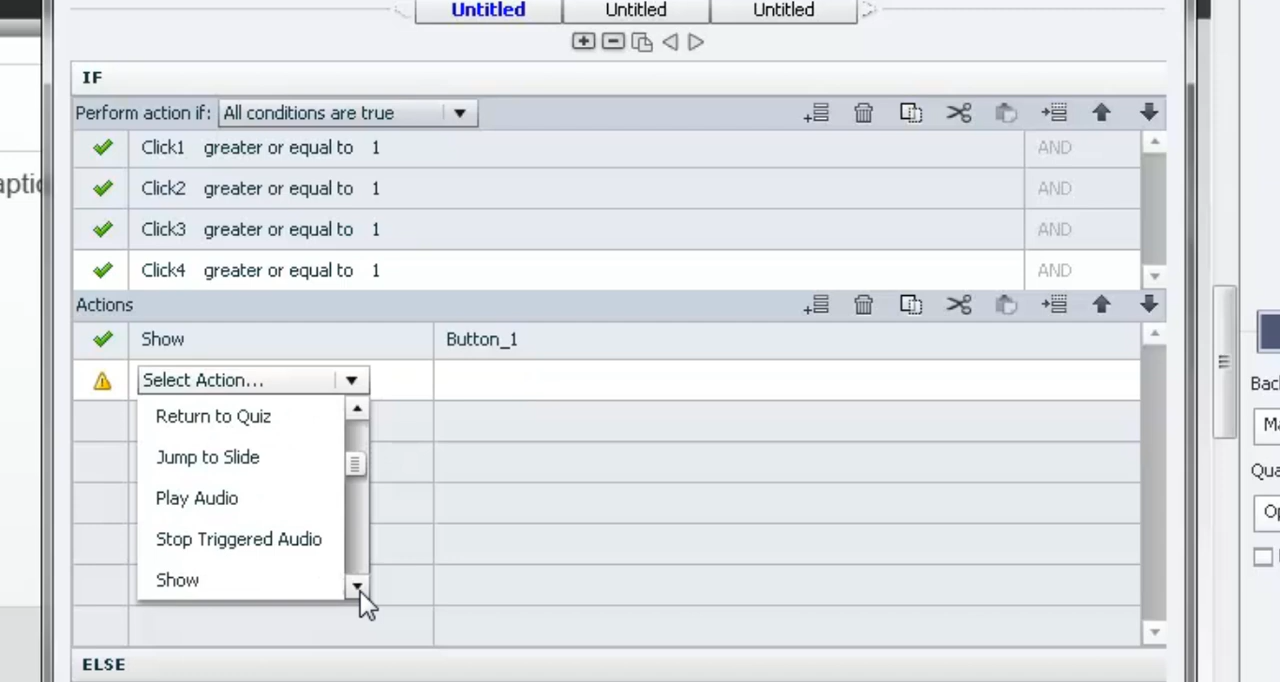 Untitled Untitled Untitled
IF
Perform action if: All conditions are true
Click1 greater or equal to 1 AND
Click2 greater or equal to 1 AND
Click3 greater or equal to 1 AND
Click4 greater or equal to 1 AND
Actions
Show Button_1
Select Action...
Return to Quiz
Jump to Slide
Play Audio
Stop Triggered Audio
Show
ELSE